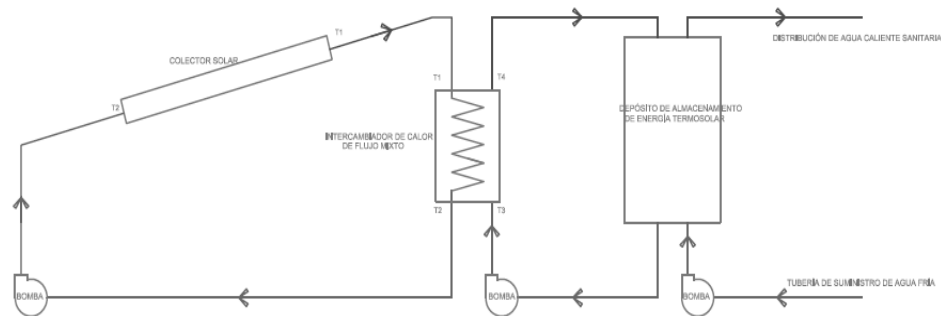 T1
COLECTOR SOLAR
T2
T1
T4
INTERCAMBIADOR DE CALOR
DE FLUJO MIXTO
T2
T3
DISTRIBUCIÓN DE AGUA CALIENTE SANITARIA
DEPÓSITO DE ALMACENAMIENTO
DE ENERGÍA TERMOSOLAR
TUBERÍA DE SUMINISTRO DE AGUA FRÍA
BOMBA
BOMBA
BOMBA